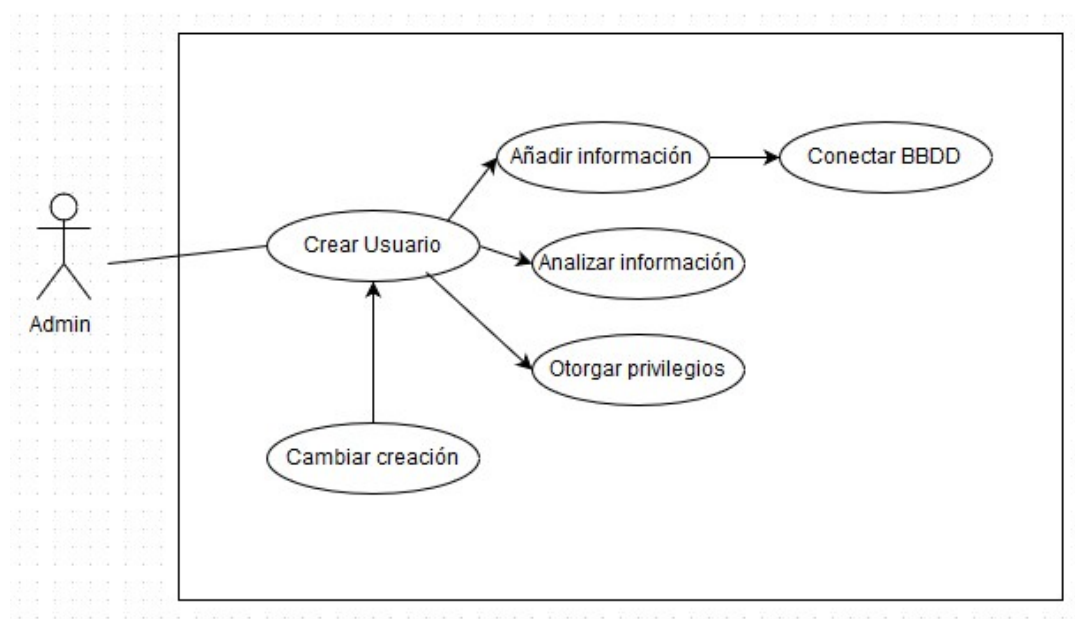 Añadir información
Conectar BBDD
Crear Usuario
Analizar información
Admin
Otorgar privilegios
Cambiar creación